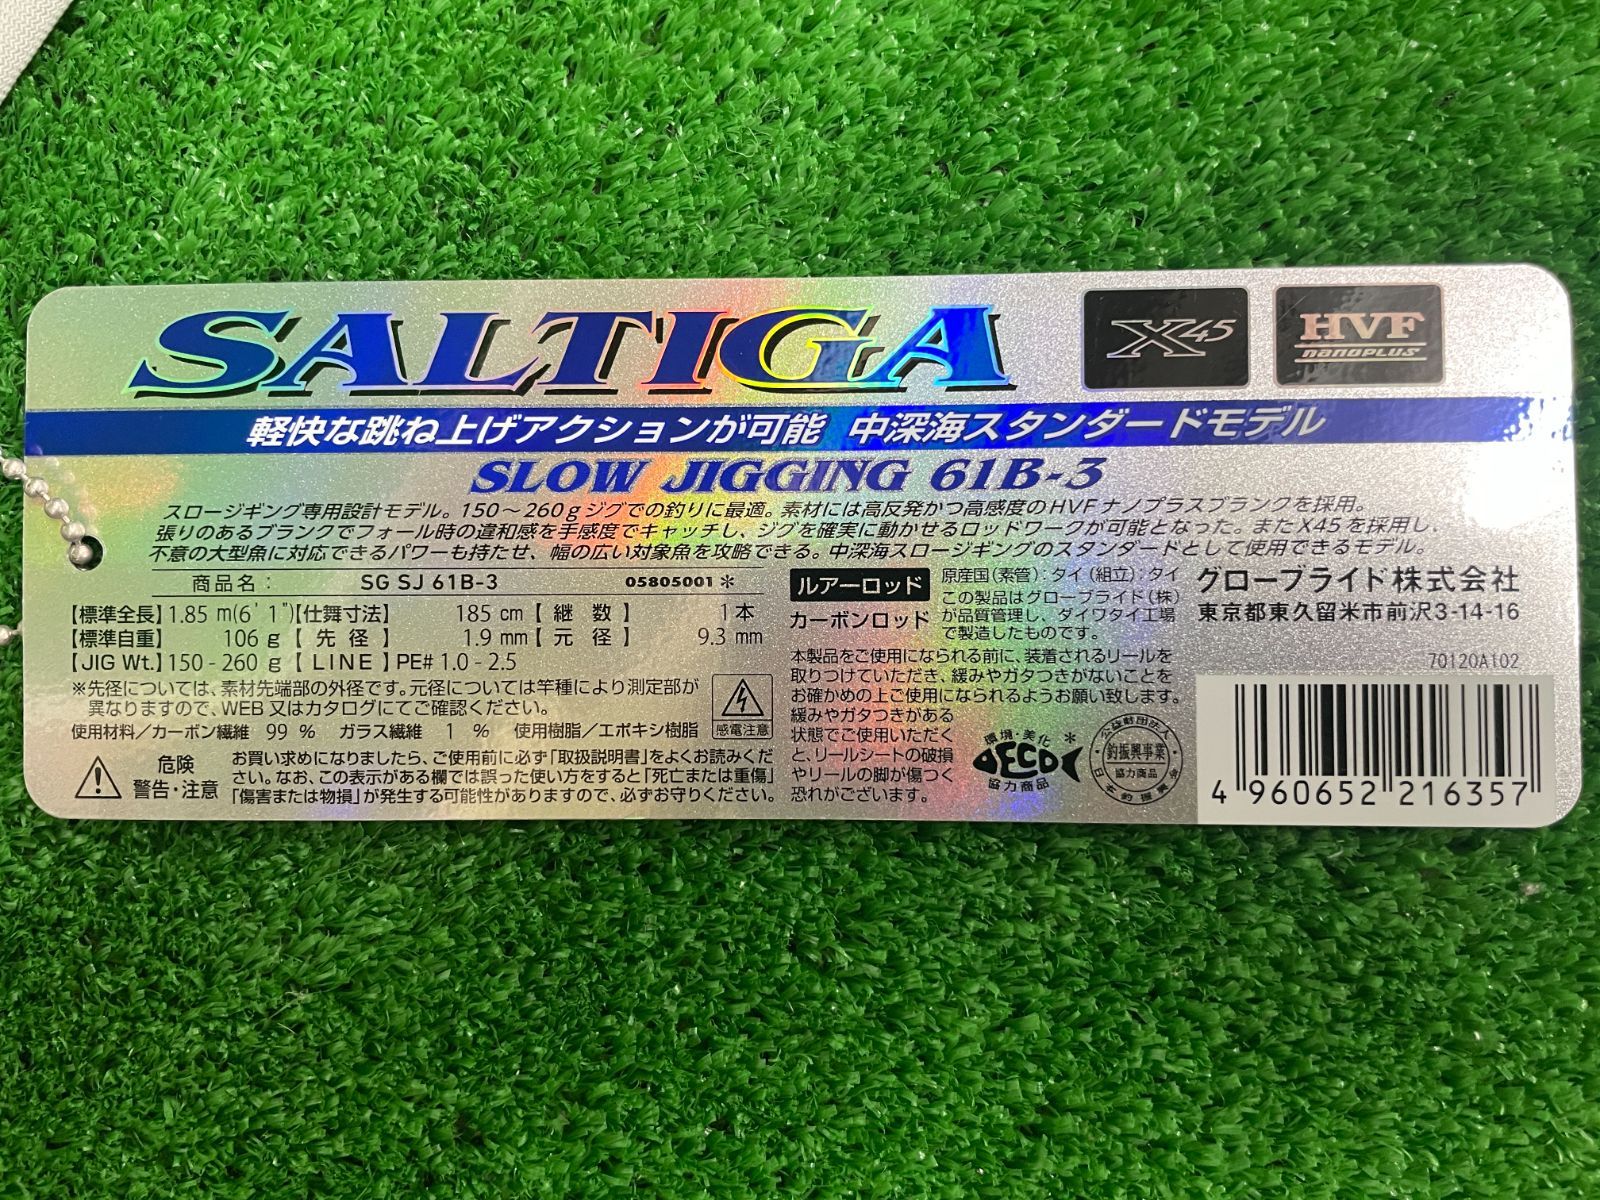 SALTIGA
X45
HVF
nanoplus
軽快な跳ね上げアクションが可能 中深海スタンダードモデル
SLOW JIGGING 61B-3
スロージギング専用設計モデル。150～260gジグでの釣りに最適。素材には高反発かつ高感度のHVFナノプラスブランクを採用。
張りのあるブランクでフォール時の違和感を手感度でキャッチし、ジグを確実に動かせるロッドワークが可能となった。またX45を採用し、
不意の大型魚に対応できるパワーも持たせ、幅の広い対象魚を攻略できる。中深海スロージギングのスタンダードとして使用できるモデル。
商品名： SG SJ 61B-3 05805001＊
【標準全長】1.85 m(6' 1")【仕舞寸法】 185 cm【 継 数 】 1本
【標準自重】 106 g【 先 径 】 1.9 mm【 元 径 】 9.3 mm
【JIG Wt.】150 - 260 g【 LINE 】PE# 1.0 - 2.5
※先径については、素材先端部の外径です。元径については竿種により測定部が
異なりますので、WEB又はカタログにてご確認ください。
感電注意
使用材料／カーボン繊維 99 % ガラス繊維 1 % 使用樹脂／エポキシ樹脂
危険
警告・注意
お買い求めになりましたら、ご使用前に必ず「取扱説明書」をよくお読みくだ
さい。なお、この表示がある欄では誤った使い方をすると「死亡または重傷」
「傷害または物損」が発生する可能性がありますので、必ずお守りください。
ルアーロッド
カーボンロッド
原産国（素管）：タイ（組立）：タイ
この製品はグローブライド（株）
が品質管理し、ダイワタイ工場
で製造したものです。
本製品をご使用になられる前に、装着されるリールを
取りつけていただき、緩みやガタつきがないことを
お確かめの上ご使用になられるようお願い致します。
緩みやガタつきがある
状態でご使用いただく
と、リールシートの破損
やリールの脚が傷つく
恐れがございます。
環境・美化
DECO
協力商品
公益財団法人
釣振興事業
協力商品
日本釣振興会
グローブライド株式会社
東京都東久留米市前沢3-14-16
70120A102
4 960652 216357